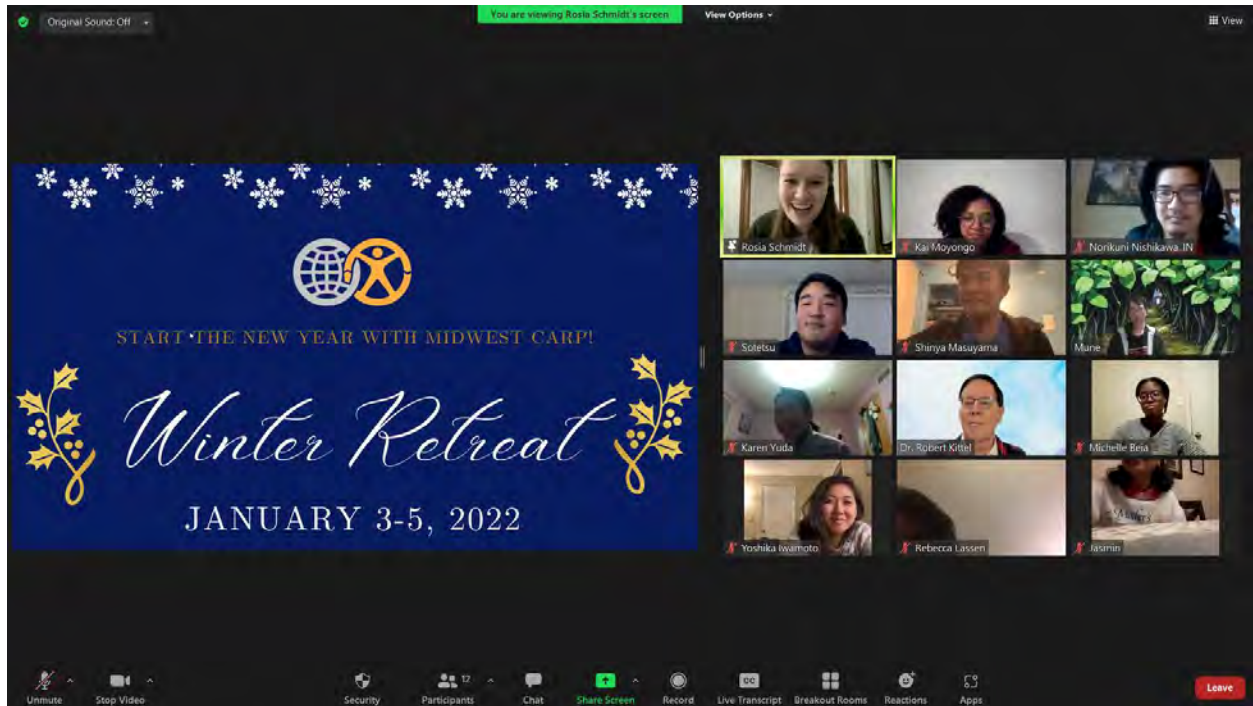 Original Sound: Off
You are viewing Rosia Schmidt's screen
View Options
View
START THE NEW YEAR WITH MIDWEST CARP!
Winter Retreat
JANUARY 3-5, 2022
Rosia Schmidt
Kai Moyongo
Norikuni Nishikawa..IN
Sotetsu
Shinya Masuyama
Mune
Karen Yuda
Dr. Robert Kittel
Michelle Beia
Yoshika Iwamoto
Rebecca Lassen
Jasmin
Unmute
Stop Video
Security
Participants
12
Chat
Share Screen
Record
CC
Live Transcript
Breakout Rooms
Reactions
Apps
Leave